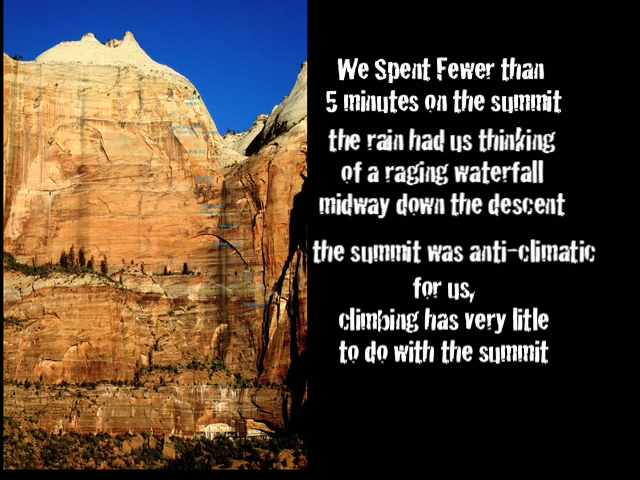 We Spent Fewer than
5 minutes on the summit
the rain had us thinking
of a raging waterfall
midway down the descent
the summit was anti-climatic
for us,
climbing has very litle
to do with the summit